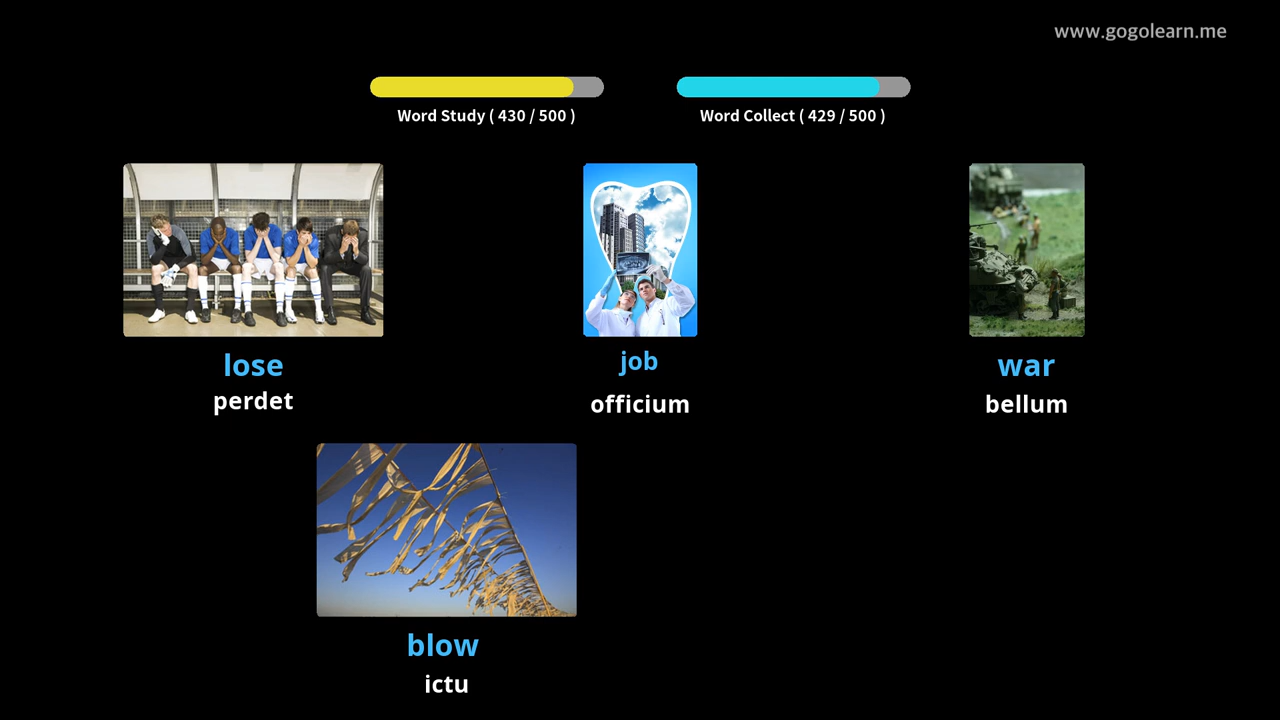 www.gogolearn.me
Word Study ( 430 / 500 )
Word Collect ( 429 / 500 )
lose
perdet
job
officium
war
bellum
blow
ictu